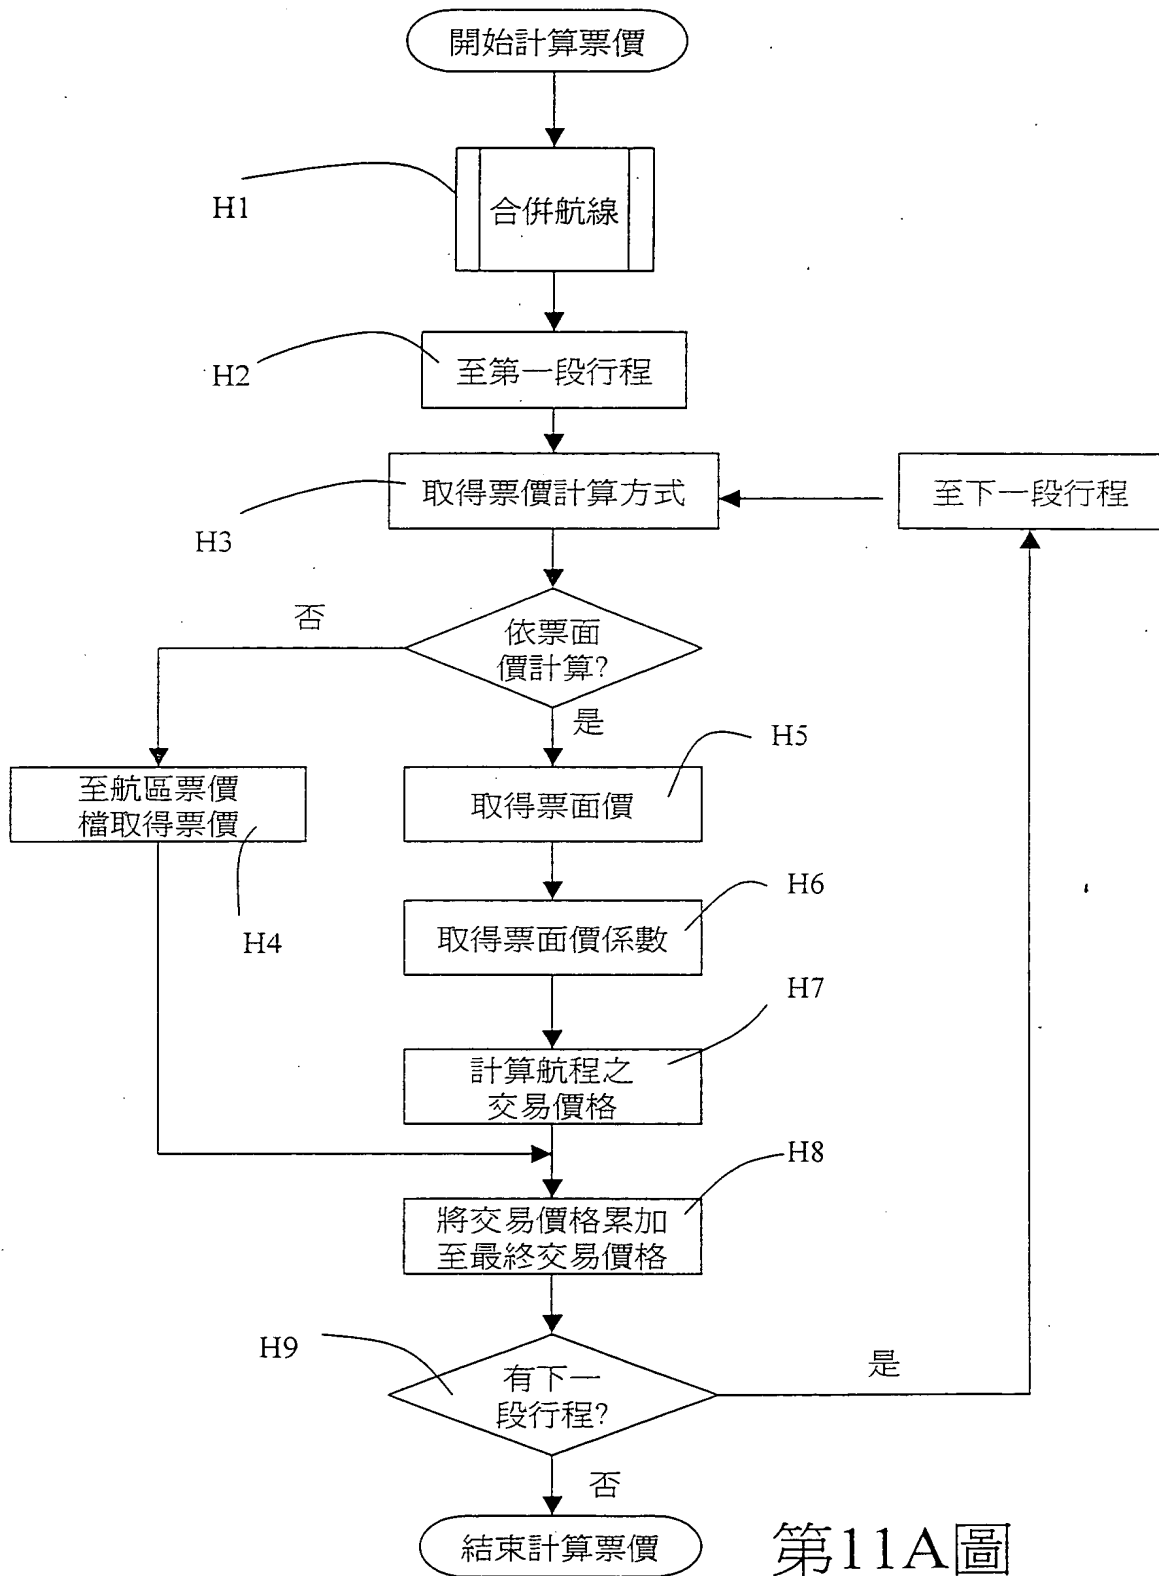 開始計算票價
合併航線
H1
至第一段行程
H2
取得票價計算方式
至下一段行程
H3
否
依票面
價計算?
是
H5
至航區票價
檔取得票價
取得票面價
H6
H4
取得票面價係數
H7
計算航程之
交易價格
H8
將交易價格累加
至最終交易價格
H9
有下一
段行程?
是
否
結束計算票價
第11A圖